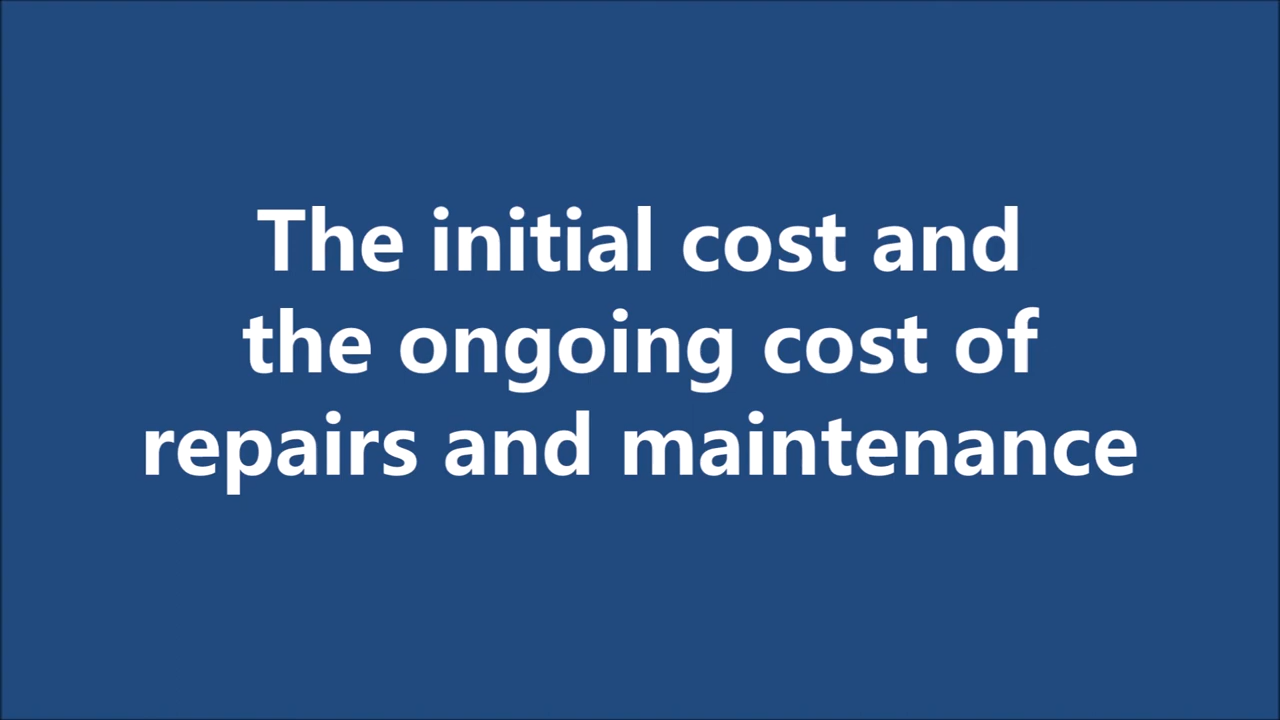 The initial cost and
the ongoing cost of
repairs and maintenance